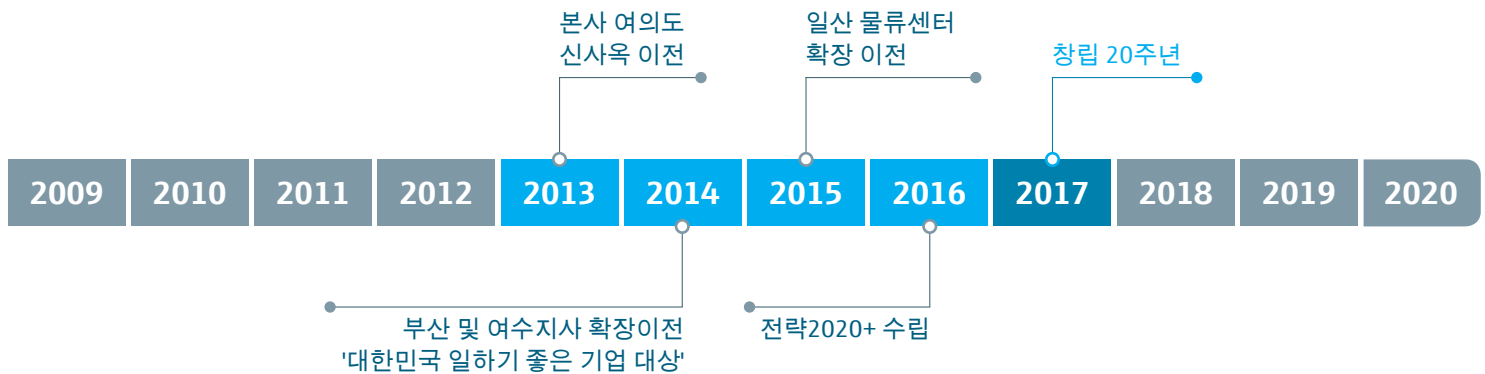 본사 여의도
신사옥 이전
일산 물류센터
확장 이전
창립 20주년
2009 2010 2011 2012 2013 2014 2015 2016 2017 2018 2019 2020
부산 및 여수지사 확장이전
'대한민국 일하기 좋은 기업 대상'
전략2020+ 수립